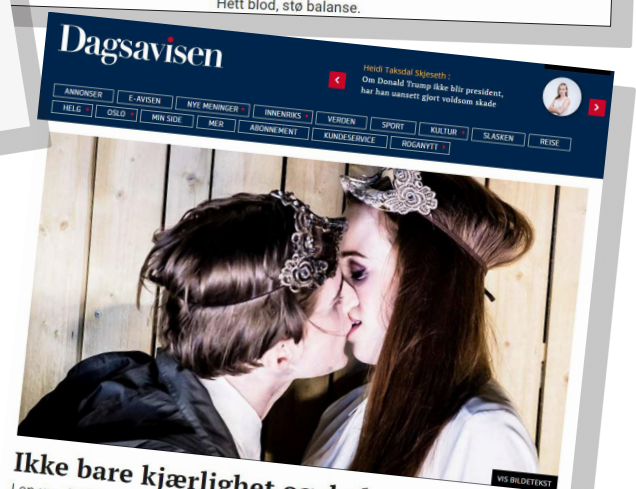 Hett blod, stø balanse.
Dagsavisen
Heidi Taksdal Skjeseth :
Om Donald Trump ikke blir president,
har han uansett gjort voldsom skade
ANNONSER E-AVISEN NYE MENINGER INNENRIKS VERDEN SPORT KULTUR SLASKEN REISE
HELG OSLO MIN SIDE MER ABONNEMENT KUNDESERVICE ROGANYTT
VIS BILDETEKST
Ikke bare kjærlighet